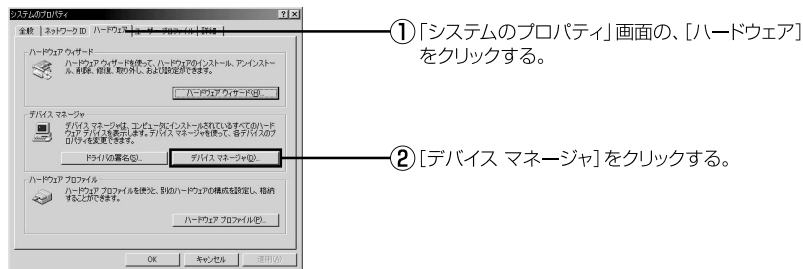 システムのプロパティ
全般
ネットワーク ID
ハードウェア
ユーザー プロファイル
詳細
ハードウェア ウィザード
ハードウェア ウィザードを使って、ハードウェアのインストール、アンインストール、削除、修復、取り外し、および設定ができます。
ハードウェア ウィザード(H)...
デバイス マネージャ
デバイス マネージャは、コンピュータにインストールされているすべてのハードウェア デバイスを表示します。デバイス マネージャを使って、各デバイスのプロパティを変更できます。
ドライバの署名(S)...
デバイス マネージャ(D)...
ハードウェア プロファイル
ハードウェア プロファイルを使うと、別のハードウェアの構成を設定し、格納することができます。
ハードウェア プロファイル(P)...
OK
キャンセル
適用(A)
①「システムのプロパティ」画面の、[ハードウェア]
をクリックする。
②[デバイス マネージャ]をクリックする。